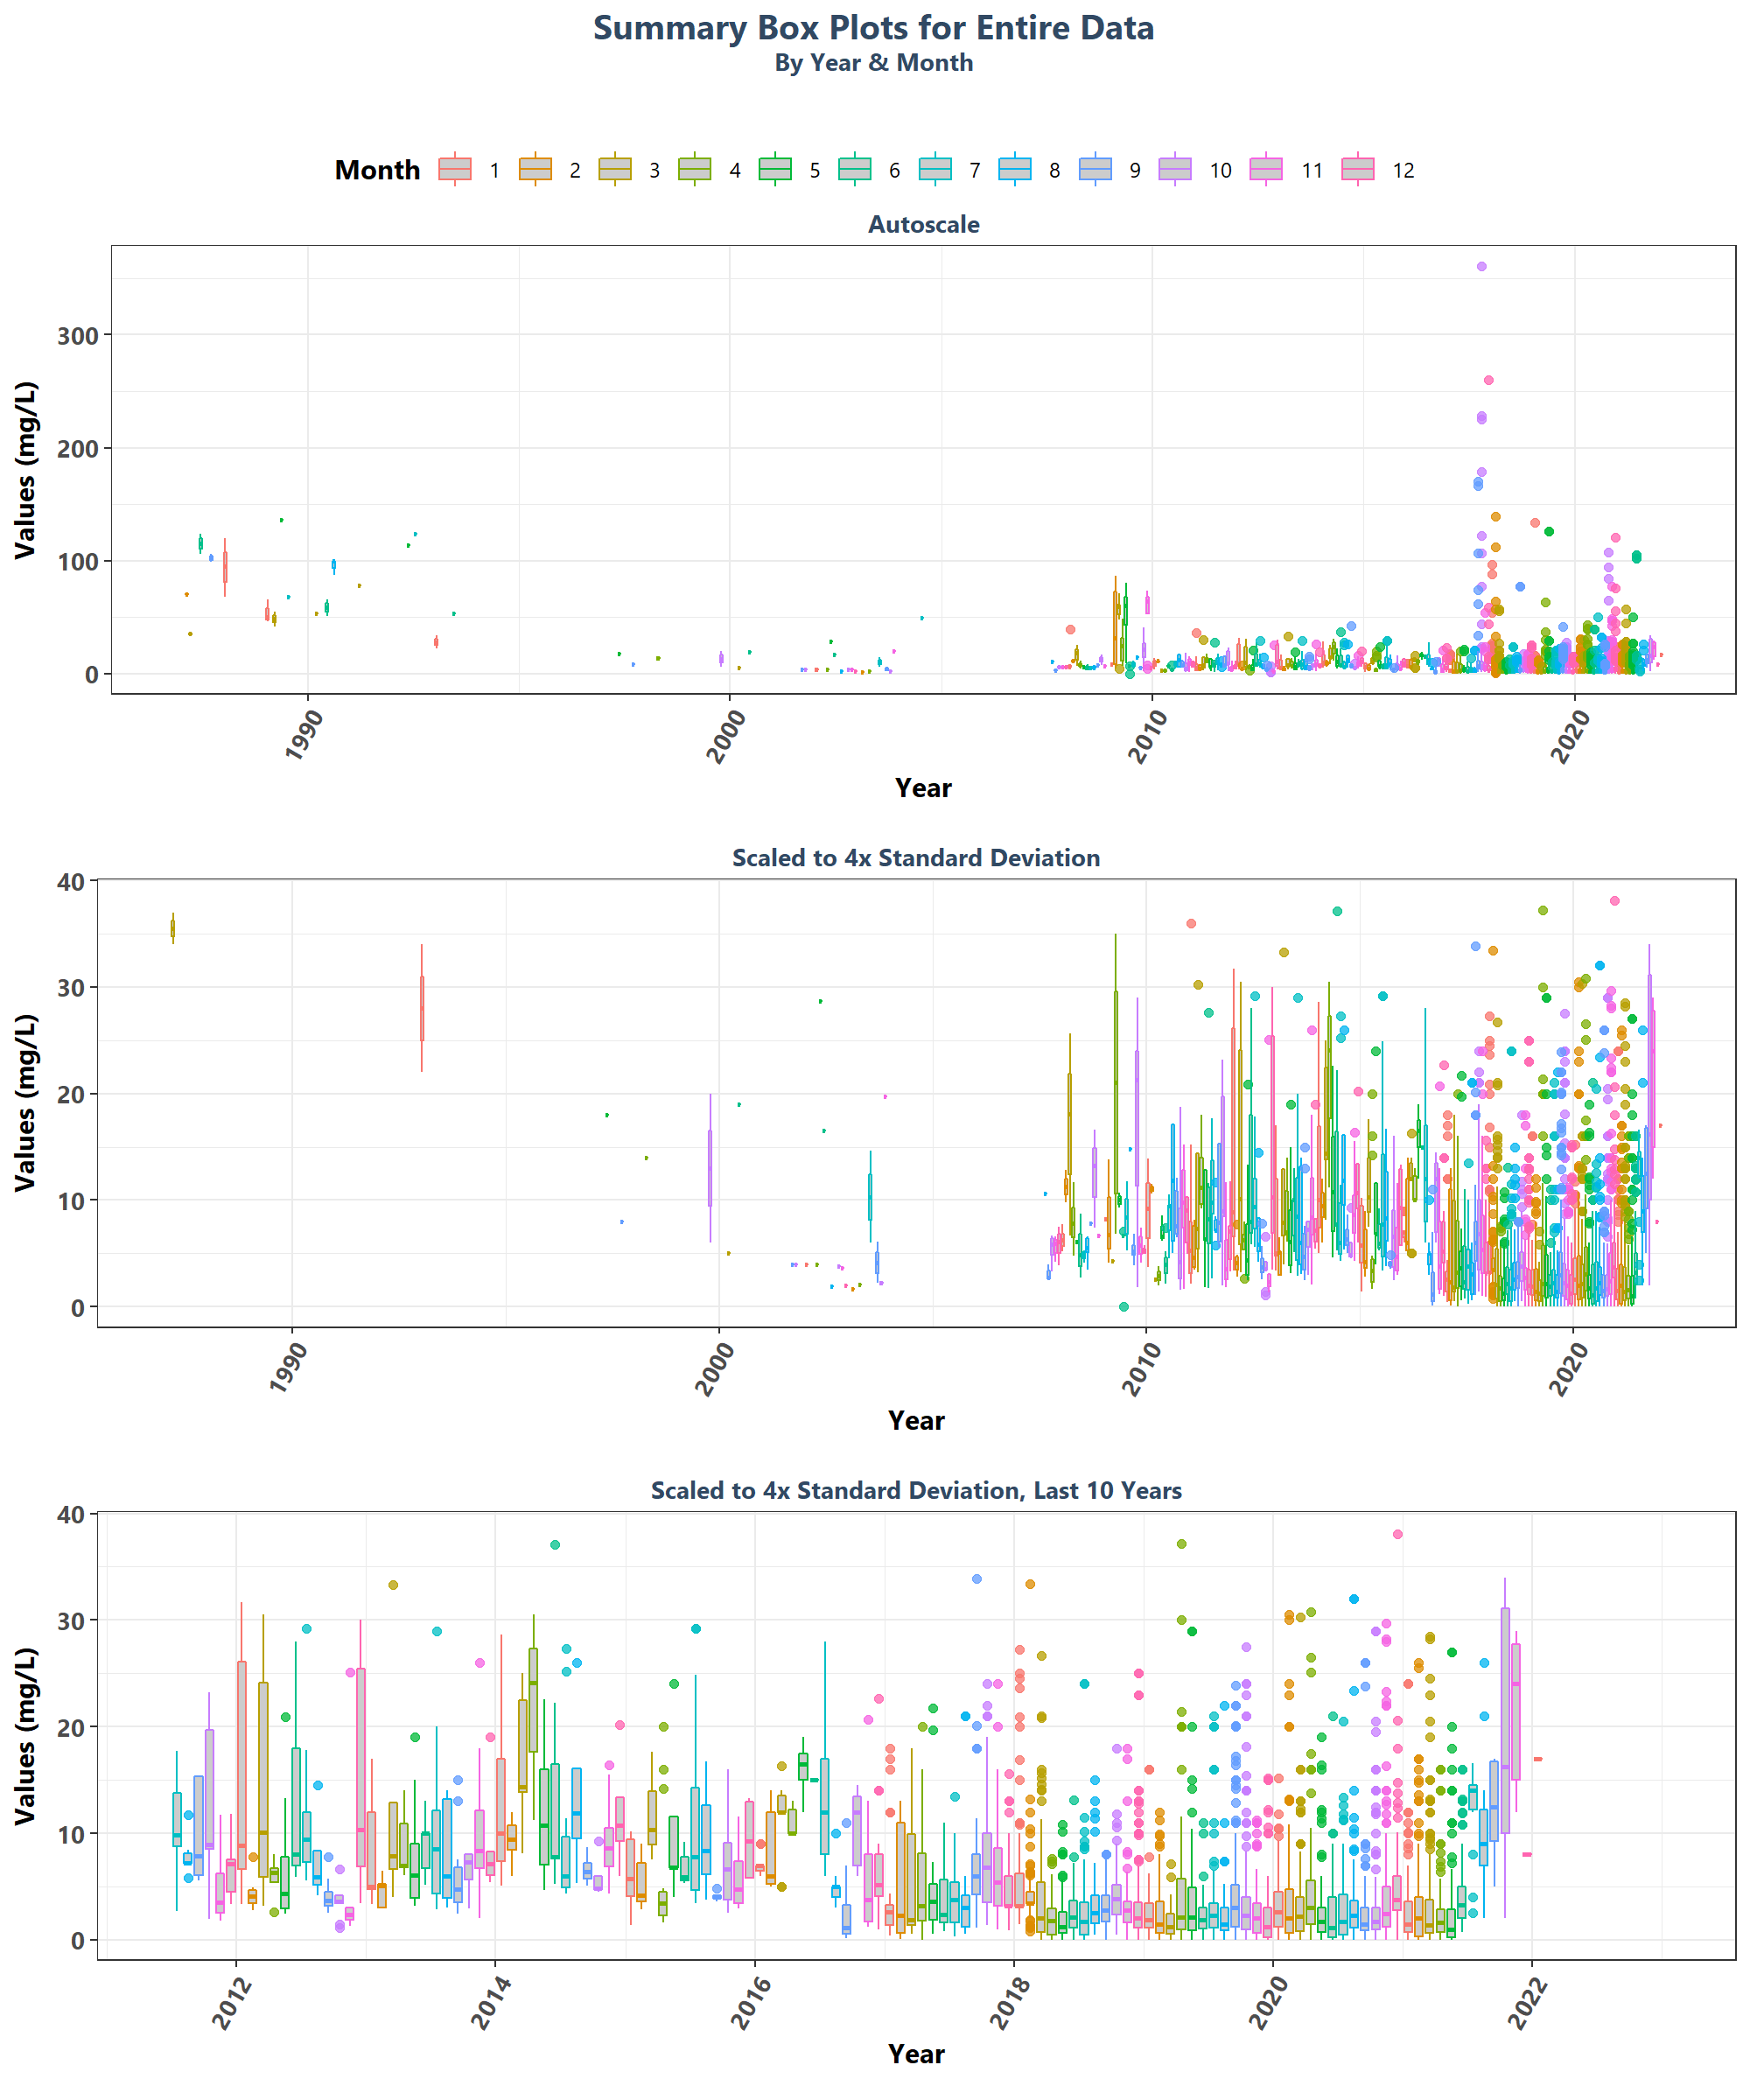 Summary Box Plots for Entire Data
By Year & Month
Month 1 2 3 4 5 6 7 8 9 10 11 12
Autoscale
Values (mg/L)
300
200
100
0
1990 2000 2010 2020
Year
Scaled to 4x Standard Deviation
Values (mg/L)
40
30
20
10
0
1990 2000 2010 2020
Year
Scaled to 4x Standard Deviation, Last 10 Years
Values (mg/L)
40
30
20
10
0
2012 2014 2016 2018 2020 2022
Year